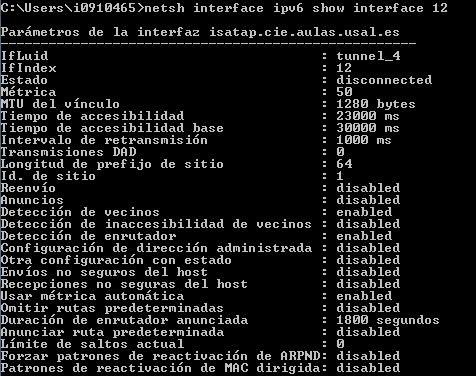 C:\Users\i0910465>netsh interface ipv6 show interface 12
Parámetros de la interfaz isatap.cie.aulas.usal.es
----------------------------------------------
IfLuid : tunnel_4
IfIndex : 12
Estado : disconnected
Métrica : 50
MTU del vínculo : 1280 bytes
Tiempo de accesibilidad : 23000 ms
Tiempo de accesibilidad base : 30000 ms
Intervalo de retransmisión : 1000 ms
Transmisiones DAD : 0
Longitud de prefijo de sitio : 64
Id. de sitio : 1
Reenvío : disabled
Anuncios : disabled
Detección de vecinos : enabled
Detección de inaccesibilidad de vecinos : disabled
Detección de enrutador : enabled
Configuración de dirección administrada : disabled
Otra configuración con estado : disabled
Envíos no seguros del host : disabled
Recepciones no seguras del host : disabled
Usar métrica automática : enabled
Omitir rutas predeterminadas : disabled
Duración de enrutador anunciada : 1800 segundos
Anunciar ruta predeterminada : disabled
Límite de saltos actual : 0
Forzar patrones de reactivación de ARPND: disabled
Patrones de reactivación de MAC dirigida: disabled